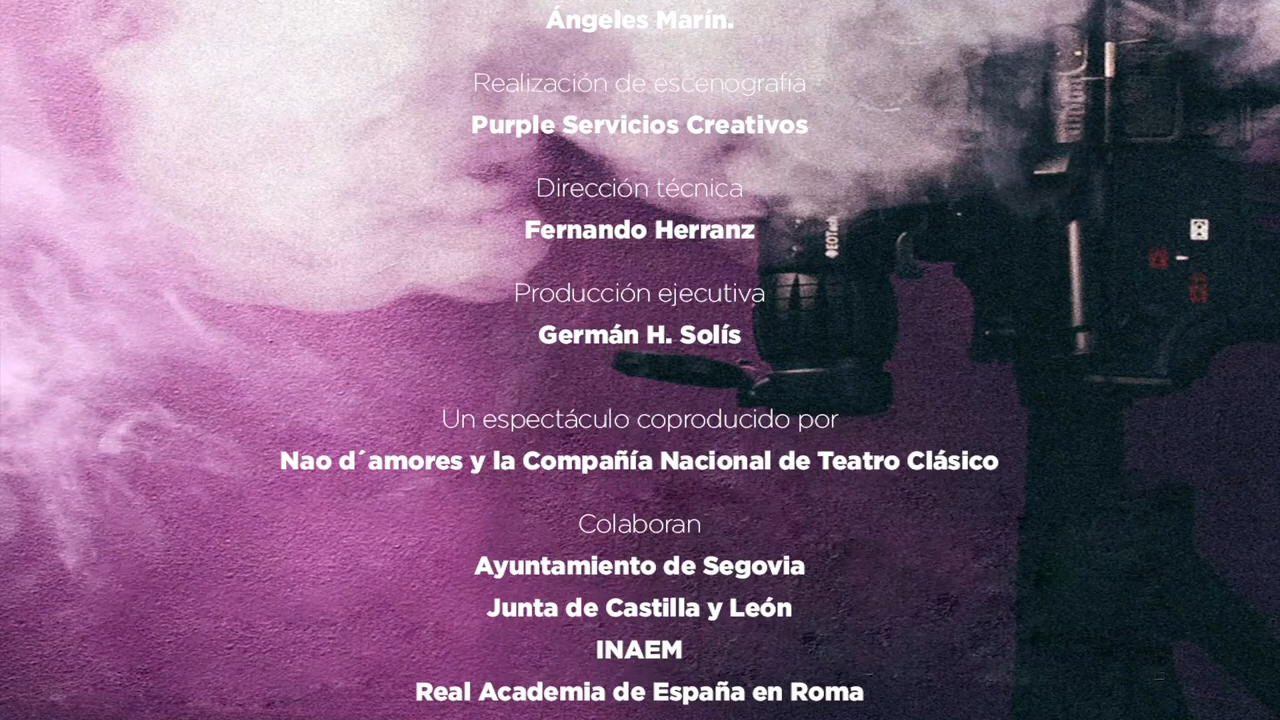 Ángeles Marín.
Realización de escenografía
Purple Servicios Creativos
Dirección técnica
Fernando Herranz
EOTech
Producción ejecutiva
Germán H. Solís
Un espectáculo coproducido por
Nao d´amores y la Compañía Nacional de Teatro Clásico
Colaboran
Ayuntamiento de Segovia
Junta de Castilla y León
INAEM
Real Academia de España en Roma